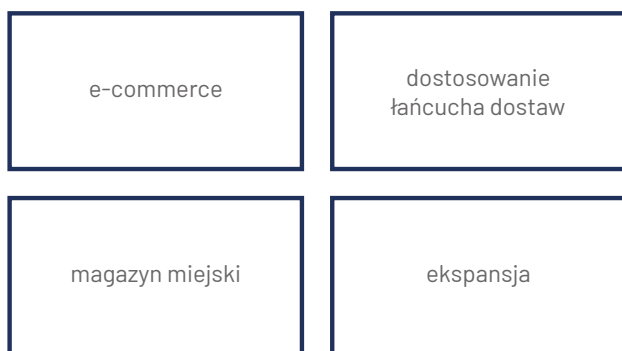 e-commerce
dostosowanie
łańcucha dostaw
magazyn miejski
ekspansja